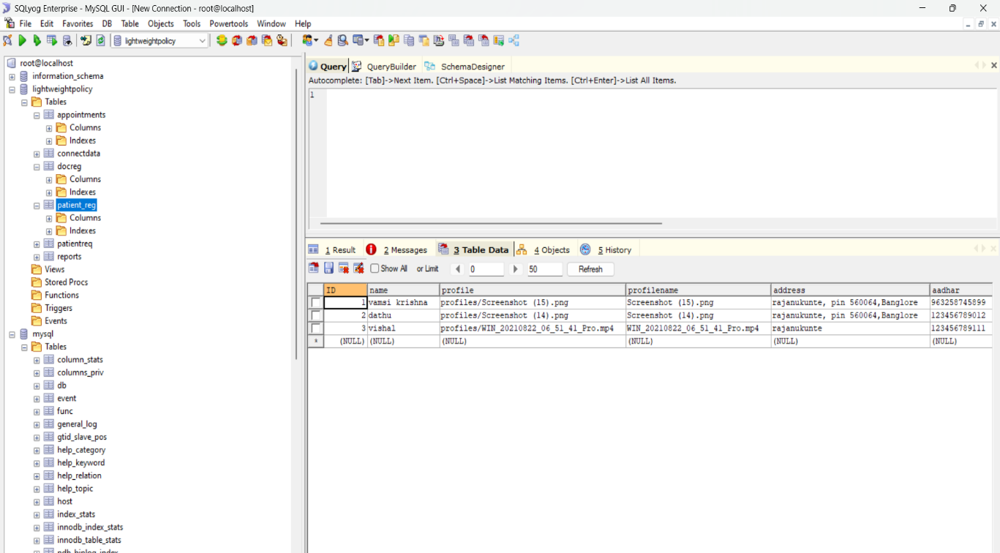 SQLyog Enterprise - MySQL GUI - [New Connection - root@localhost]
File Edit Favorites DB Table Objects Tools Powertools Window Help
lightweightpolicy
root@localhost
information_schema
lightweightpolicy
Tables
appointments
Columns
Indexes
connectdata
docreg
Columns
Indexes
patient_reg
Columns
Indexes
patientreq
reports
Views
Stored Procs
Functions
Triggers
Events
mysql
Tables
column_stats
columns_priv
db
event
func
general_log
gtid_slave_pos
help_category
help_keyword
help_relation
help_topic
host
index_stats
innodb_index_stats
innodb_table_stats
ndb_binlog_index
Query QueryBuilder SchemaDesigner
Autocomplete: [Tab]->Next Item. [Ctrl+Space]->List Matching Items. [Ctrl+Enter]->List All Items.
1
1 Result 2 Messages 3 Table Data 4 Objects 5 History
Show All or Limit 0 50 Refresh
ID name profile profilename address aadhar
1 vamsi krishna profiles/Screenshot (15).png Screenshot (15).png rajanukunte, pin 560064,Banglore 963258745899
2 dathu profiles/Screenshot (14).png Screenshot (14).png rajanukunte, pin 560064,Banglore 123456789012
3 vishal profiles/WIN_20210822_06_51_41_Pro.mp4 WIN_20210822_06_51_41_Pro.mp4 rajanukunte 123456789111
* (NULL) (NULL) (NULL) (NULL) (NULL) (NULL)